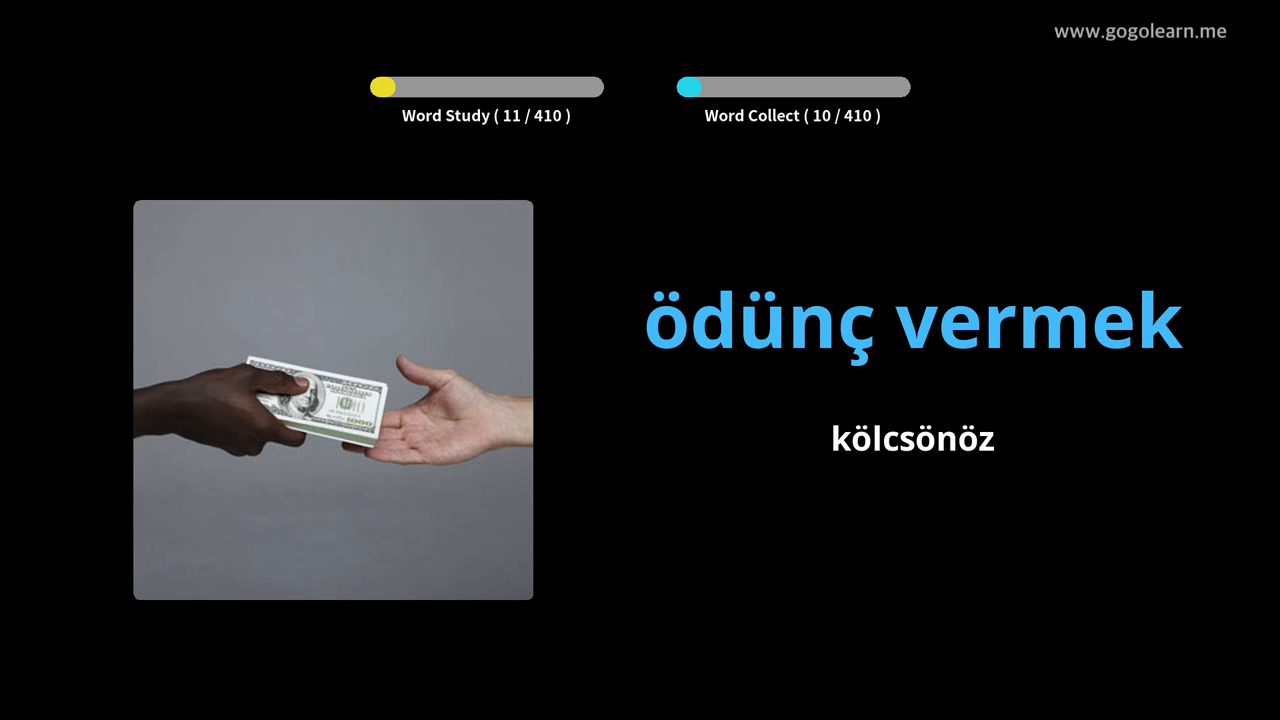 www.gogolearn.me
Word Study ( 11 / 410 )
Word Collect ( 10 / 410 )
ödünç vermek
kölcsönöz